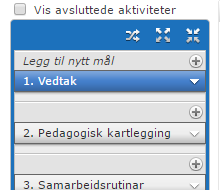 Vis avsluttede aktiviteter
Legg til nytt mål
1. Vedtak
2. Pedagogisk kartlegging
3. Samarbeidsrutinar